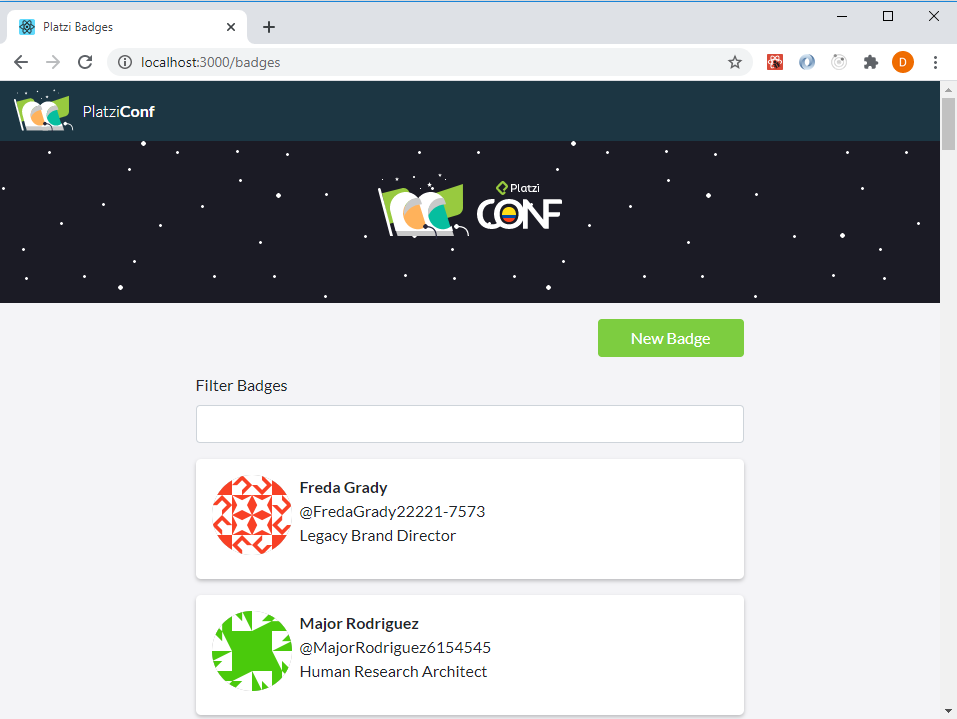 Platzi Badges
localhost:3000/badges
D
PlatziConf
Platzi
CONF
New Badge
Filter Badges
Freda Grady
@FredaGrady22221-7573
Legacy Brand Director
Major Rodriguez
@MajorRodriguez6154545
Human Research Architect